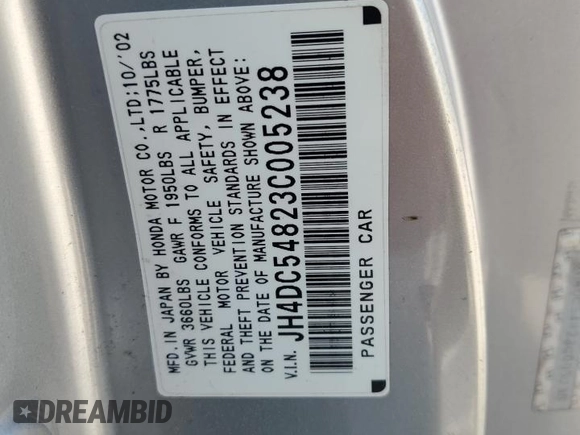 MFD. IN JAPAN BY HONDA MOTOR CO.,LTD:10/'02
GVWR 3660LBS GAWR F 1950LBS R 1775LBS
THIS VEHICLE CONFORMS TO ALL APPLICABLE
FEDERAL MOTOR VEHICLE SAFETY, BUMPER,
AND THEFT PREVENTION STANDARDS IN EFFECT
ON THE DATE OF MANUFACTURE SHOWN ABOVE:
V.I.N. JH4DC54823C005238
PASSENGER CAR
DREAMBID